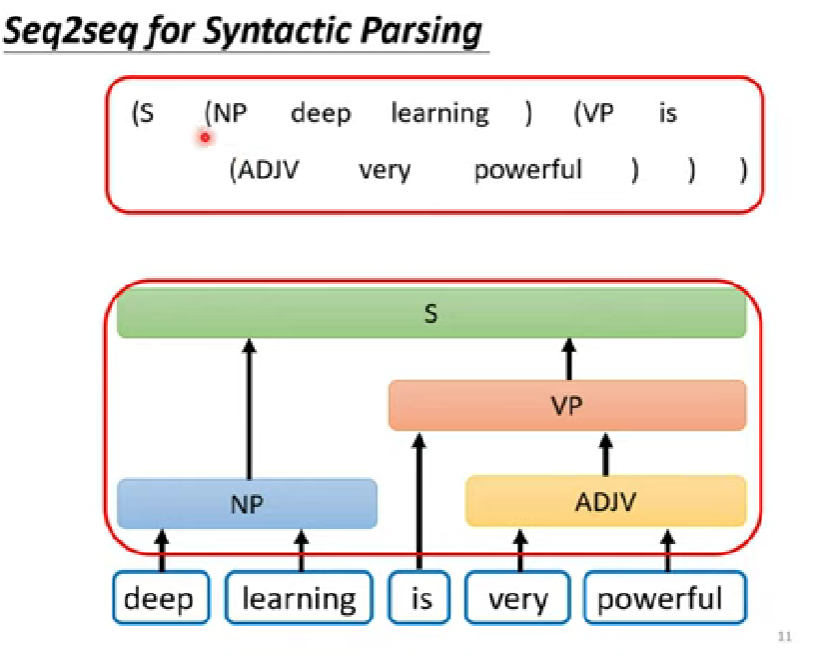 Seq2seq for Syntactic Parsing
(S (NP deep learning ) (VP is
(ADJV very powerful ) ) )
S
VP
NP ADJV
deep learning is very powerful
11